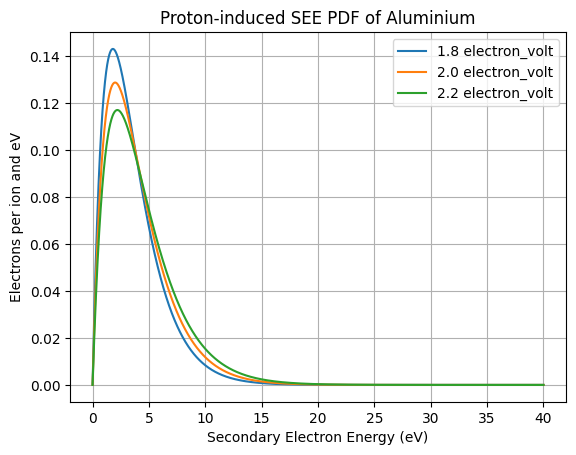 Proton-induced SEE PDF of Aluminium
1.8 electron_volt
2.0 electron_volt
2.2 electron_volt
Electrons per ion and eV
0.14
0.12
0.10
0.08
0.06
0.04
0.02
0.00
0 5 10 15 20 25 30 35 40
Secondary Electron Energy (eV)